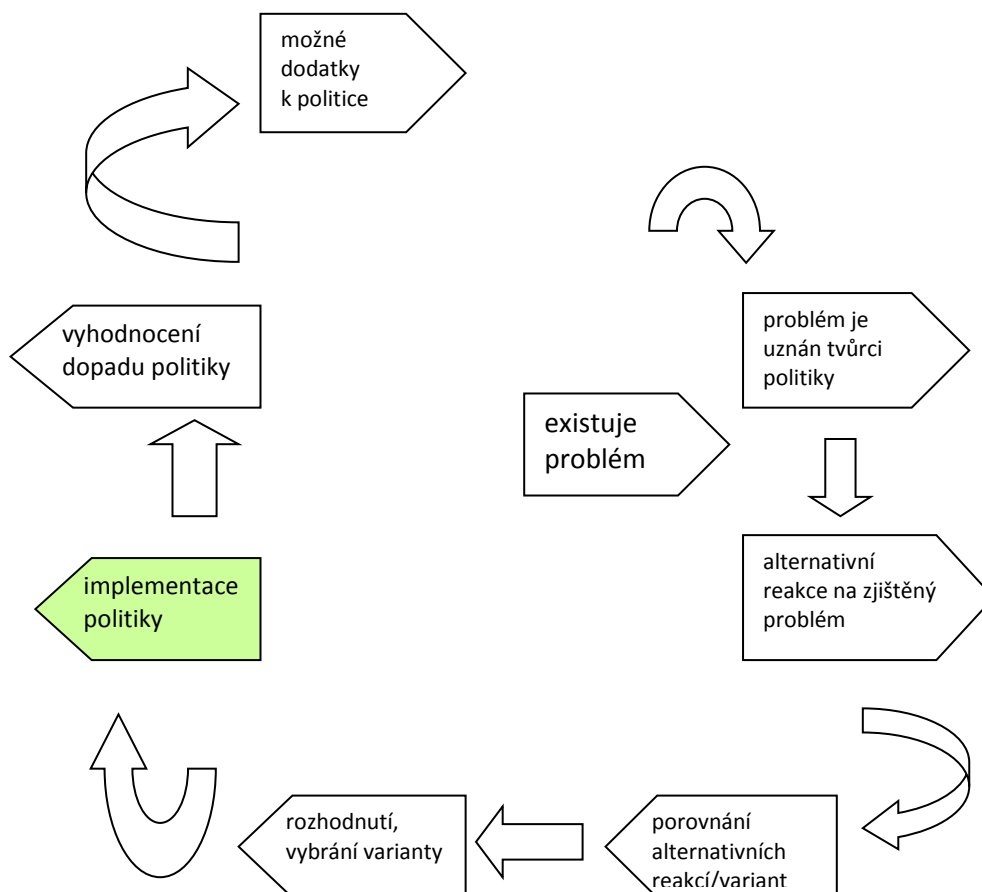 možné
dodatky
k politice
vyhodnocení
dopadu politiky
problém je
uznán tvůrci
politiky
existuje
problém
implementace
politiky
alternativní
reakce na zjištěný
problém
rozhodnutí,
vybrání varianty
porovnání
alternativních
reakcí/variant